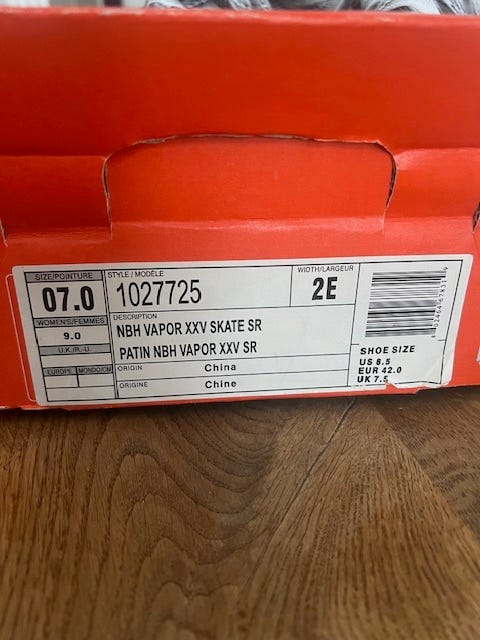 SIZE/POINTURE
07.0
WOMEN'S/FEMMES
9.0
U.K./R.-U.
EUROPE MONDO/CM
STYLE / MODÈLE
1027725
WIDTH/LARGEUR
2E
DESCRIPTION
NBH VAPOR XXV SKATE SR
PATIN NBH VAPOR XXV SR
ORIGIN China
ORIGINE Chine
SHOE SIZE
US 8.5
EUR 42.0
UK 7.5